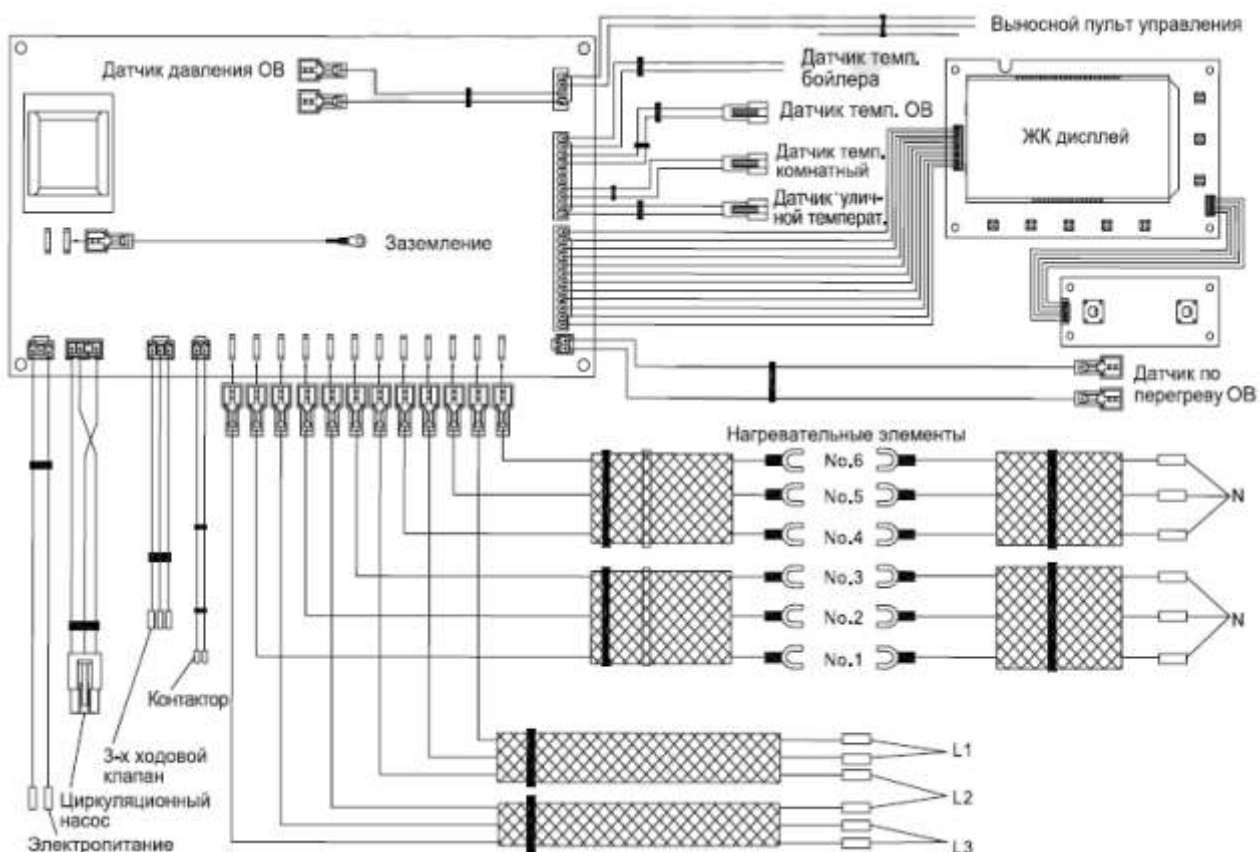 Выносной пульт управления
Датчик давления ОВ
Датчик темп.
бойлера
Датчик темп. ОВ
ЖК дисплей
Датчик темп.
комнатный
Датчик улич-
ной температ.
Заземление
Датчик по
перегреву ОВ
Нагревательные элементы
No.6
No.5
N
No.4
No.3
No.2
N
No.1
Контактор
3-х ходовой
клапан
L1
Циркуляционный
насос
L2
Электропитание
L3